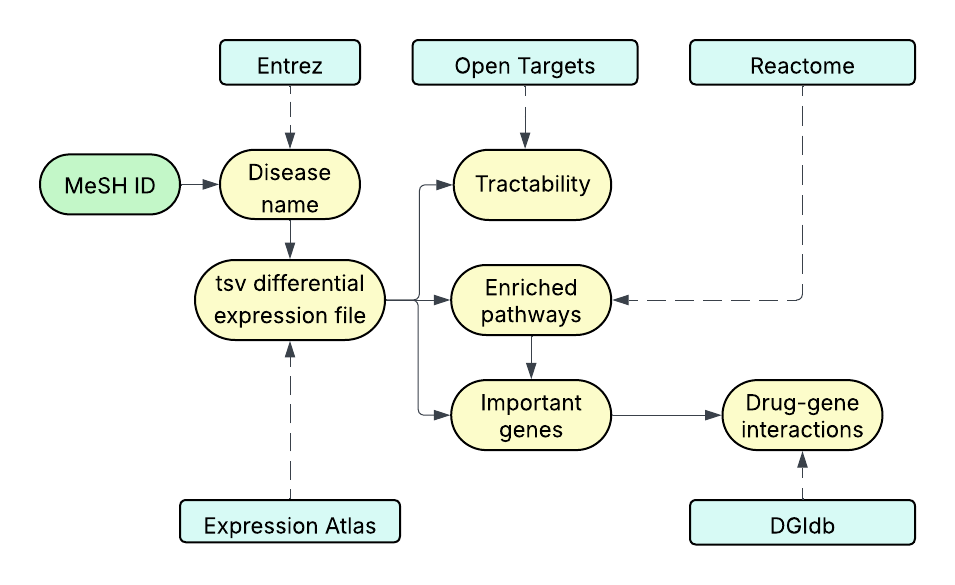 Entrez
Open Targets
Reactome
MeSH ID
Disease
name
Tractability
tsv differential
expression file
Enriched
pathways
Important
genes
Drug-gene
interactions
Expression Atlas
DGIdb